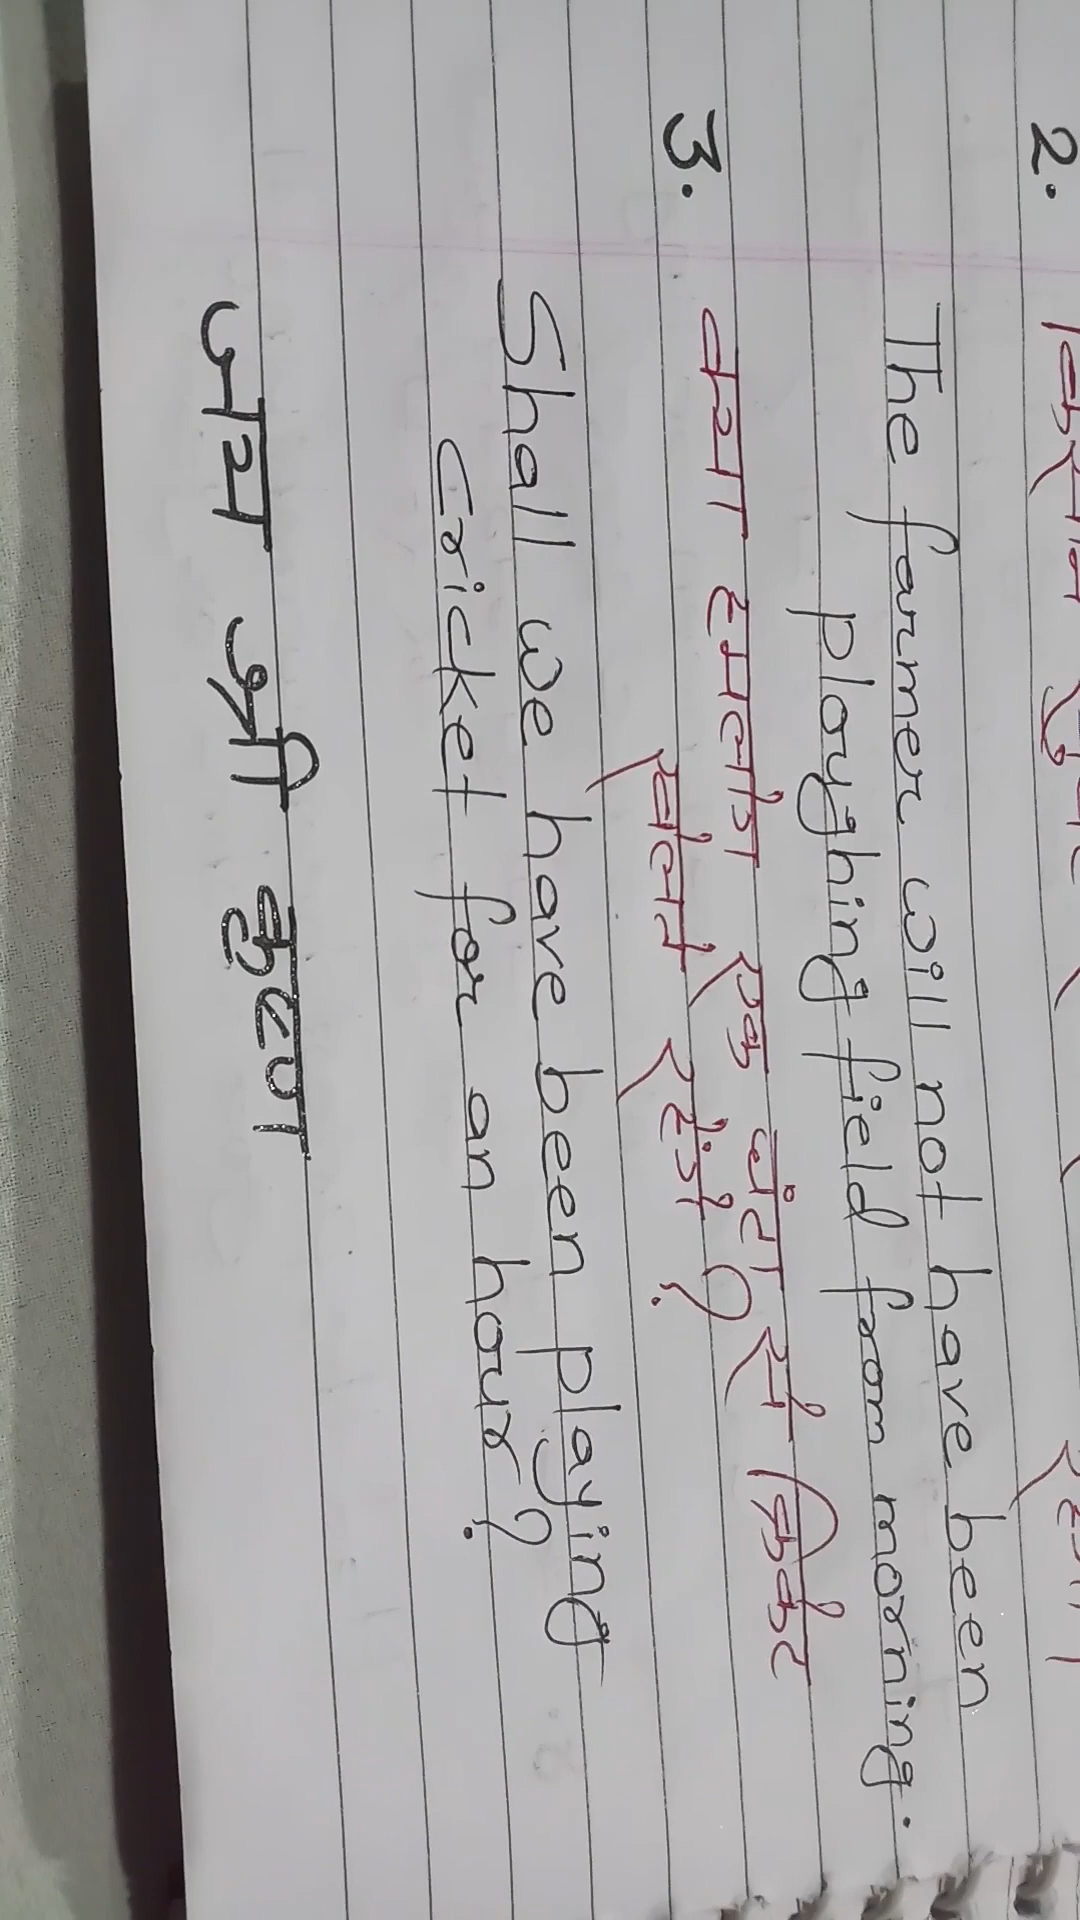 2. किसान सुबह
The farmer will not have been
ploughing field from morning.
3. क्या हमलोग एक घंटा से क्रिकेट
खेलते रहेंगे?
Shall we have been playing
cricket for an hour?
जय श्री कृष्ण